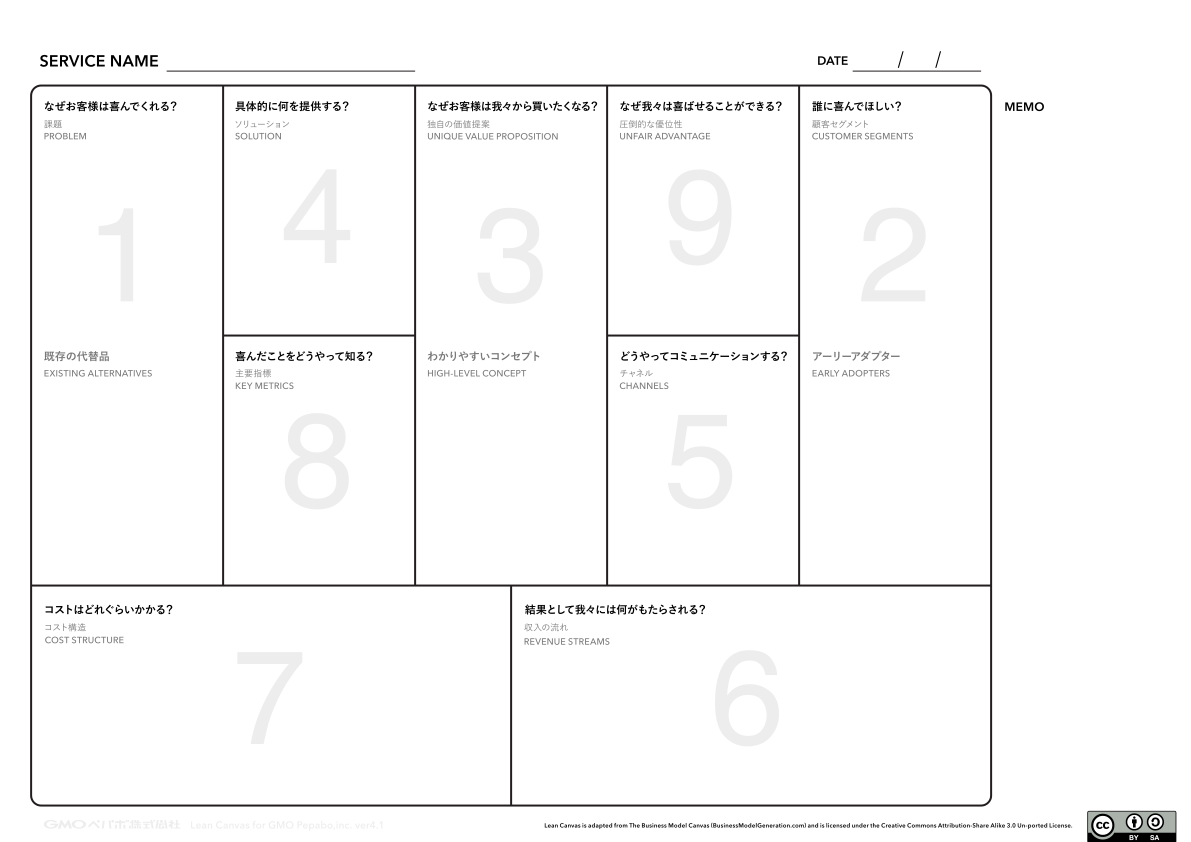 SERVICE NAME
DATE / /
なぜお客様は喜んでくれる?
課題
PROBLEM
1
既存の代替品
EXISTING ALTERNATIVES
具体的に何を提供する?
ソリューション
SOLUTION
4
喜んだことをどうやって知る?
主要指標
KEY METRICS
8
なぜお客様は我々から買いたくなる?
独自の価値提案
UNIQUE VALUE PROPOSITION
3
わかりやすいコンセプト
HIGH-LEVEL CONCEPT
なぜ我々は喜ばせることができる?
圧倒的な優位性
UNFAIR ADVANTAGE
9
どうやってコミュニケーションする?
チャネル
CHANNELS
5
誰に喜んでほしい?
顧客セグメント
CUSTOMER SEGMENTS
2
アーリーアダプター
EARLY ADOPTERS
MEMO
コストはどれぐらいかかる?
コスト構造
COST STRUCTURE
7
結果として我々には何がもたらされる?
収入の流れ
REVENUE STREAMS
6
GMOペパボ株式会社 Lean Canvas for GMO Pepabo,Inc. ver4.1
Lean Canvas is adapted from The Business Model Canvas (BusinessModelGeneration.com) and is licensed under the Creative Commons Attribution-Share Alike 3.0 Un-ported License.
cc
BY SA